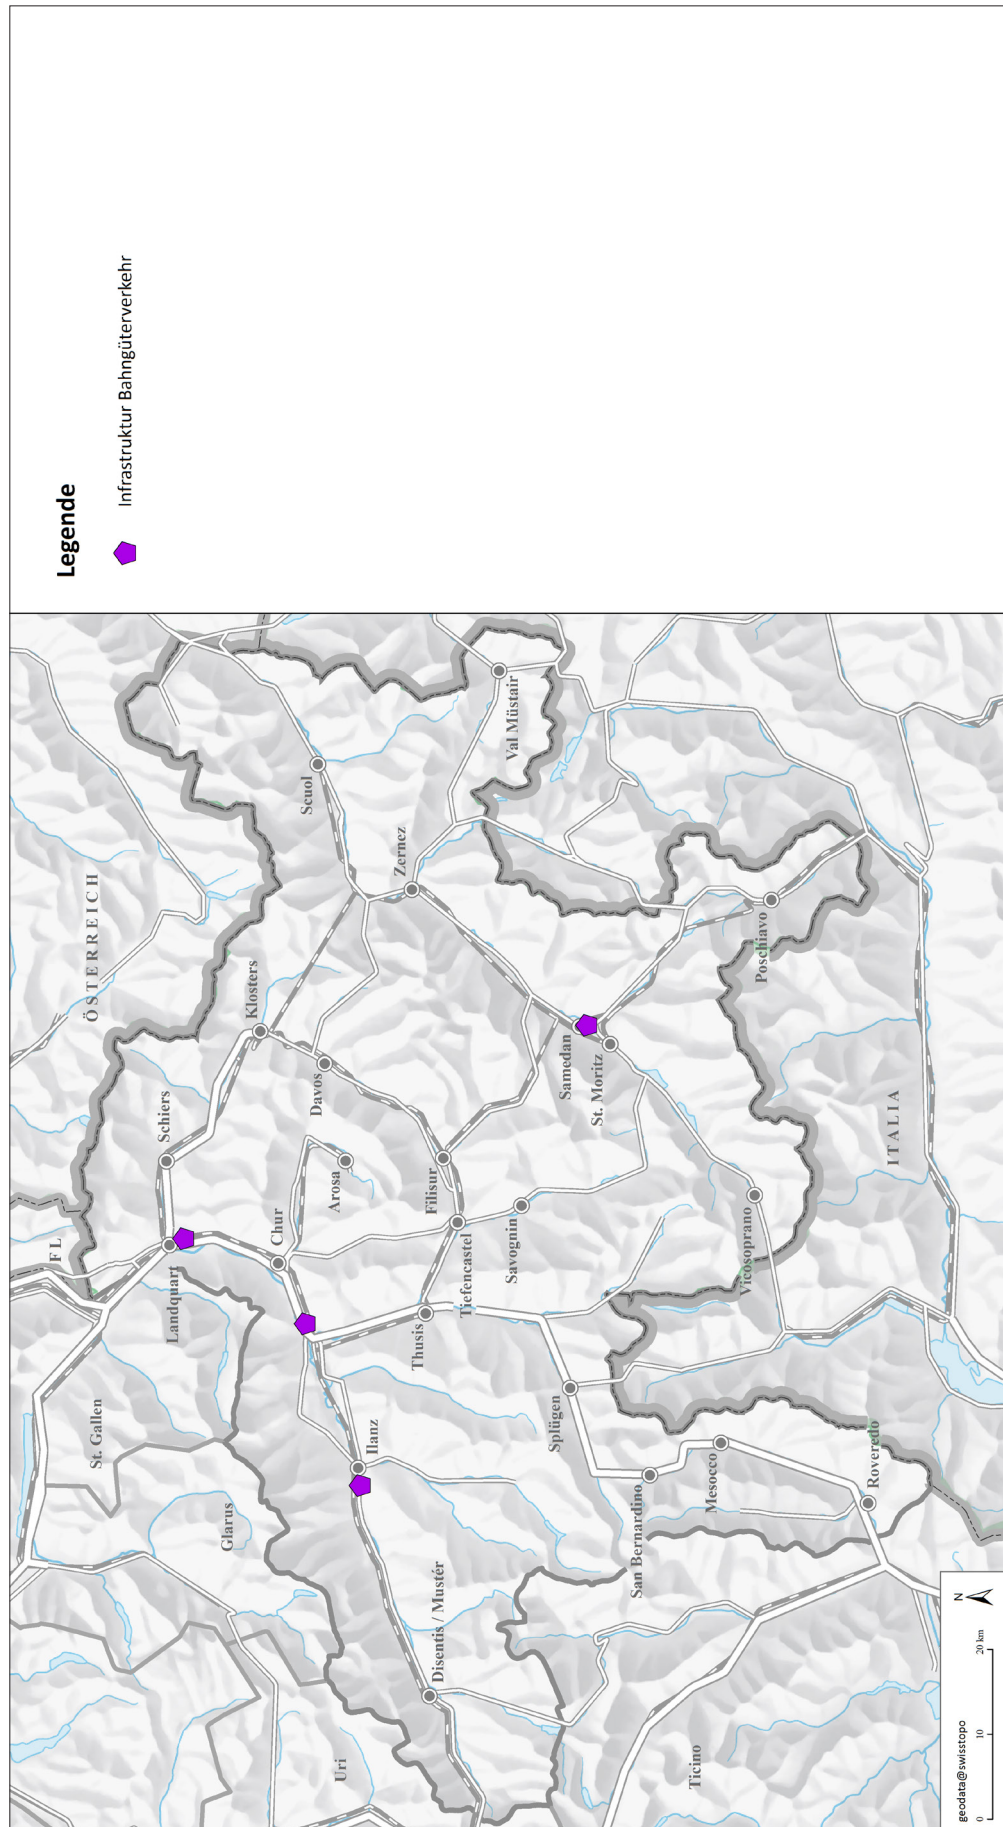 Legende
Infrastruktur Bahngüterverkehr
ÖSTERREICH
FL
St. Gallen
Glarus
Uri
Ticino
ITALIA
Landquart
Schiers
Klosters
Scuol
Zernez
Val Müstair
Chur
Arosa
Davos
Filisur
Tiefencastel
Savognin
Thusis
Ilanz
Disentis / Mustér
Samedan
St. Moritz
Poschiavo
Vicosoprano
Splügen
San Bernardino
Mesocco
Roveredo
geodata@swisstopo
N
0 10 20 km